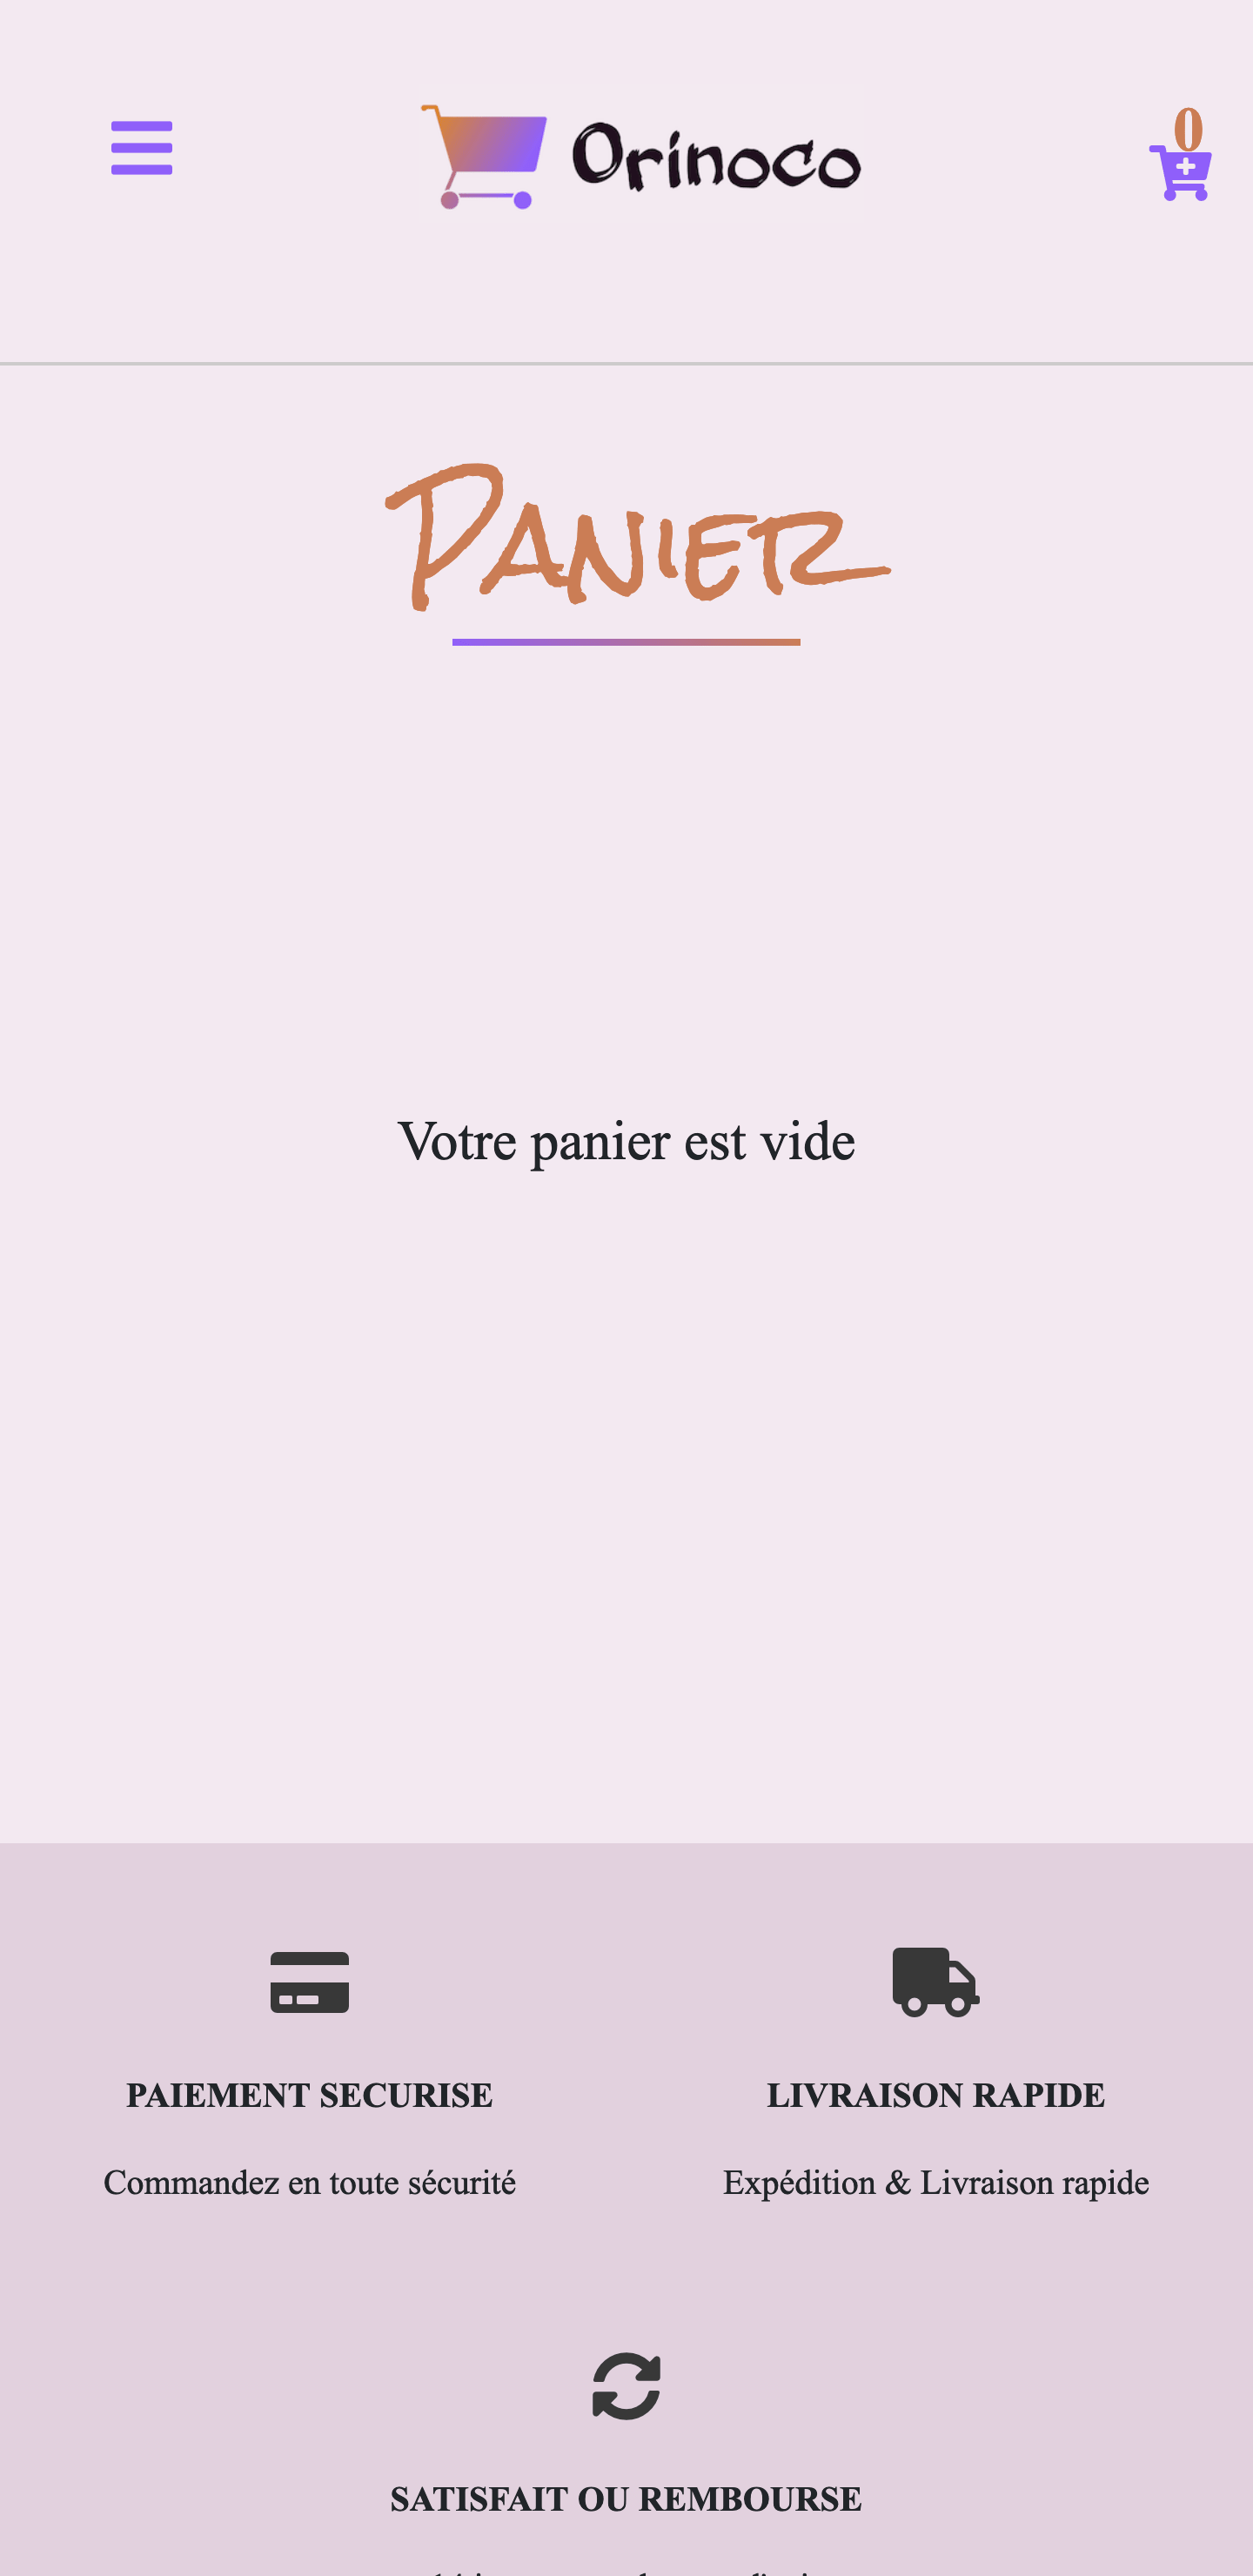 Orinoco
0
Panier
Votre panier est vide
PAIEMENT SECURISE
Commandez en toute sécurité
LIVRAISON RAPIDE
Expédition & Livraison rapide
SATISFAIT OU REMBOURSE